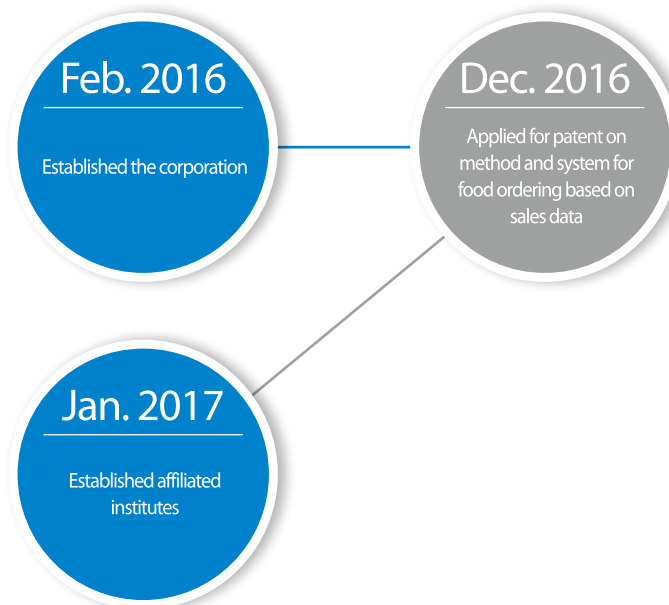 Feb. 2016
Established the corporation
Dec. 2016
Applied for patent on
method and system for
food ordering based on
sales data
Jan. 2017
Established affiliated
institutes